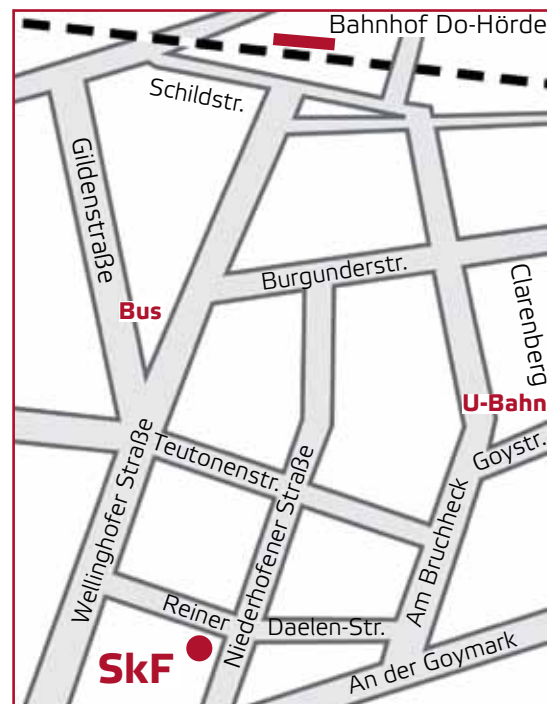 Bahnhof Do-Hörde
Schildstr.
Gildenstraße
Burgunderstr.
Clarenberg
Bus
U-Bahn
Goystr.
Teutonenstr.
Wellinghofer Straße
Niederhofener Straße
Am Bruchheck
Reiner Daelen-Str.
SkF
An der Goymark